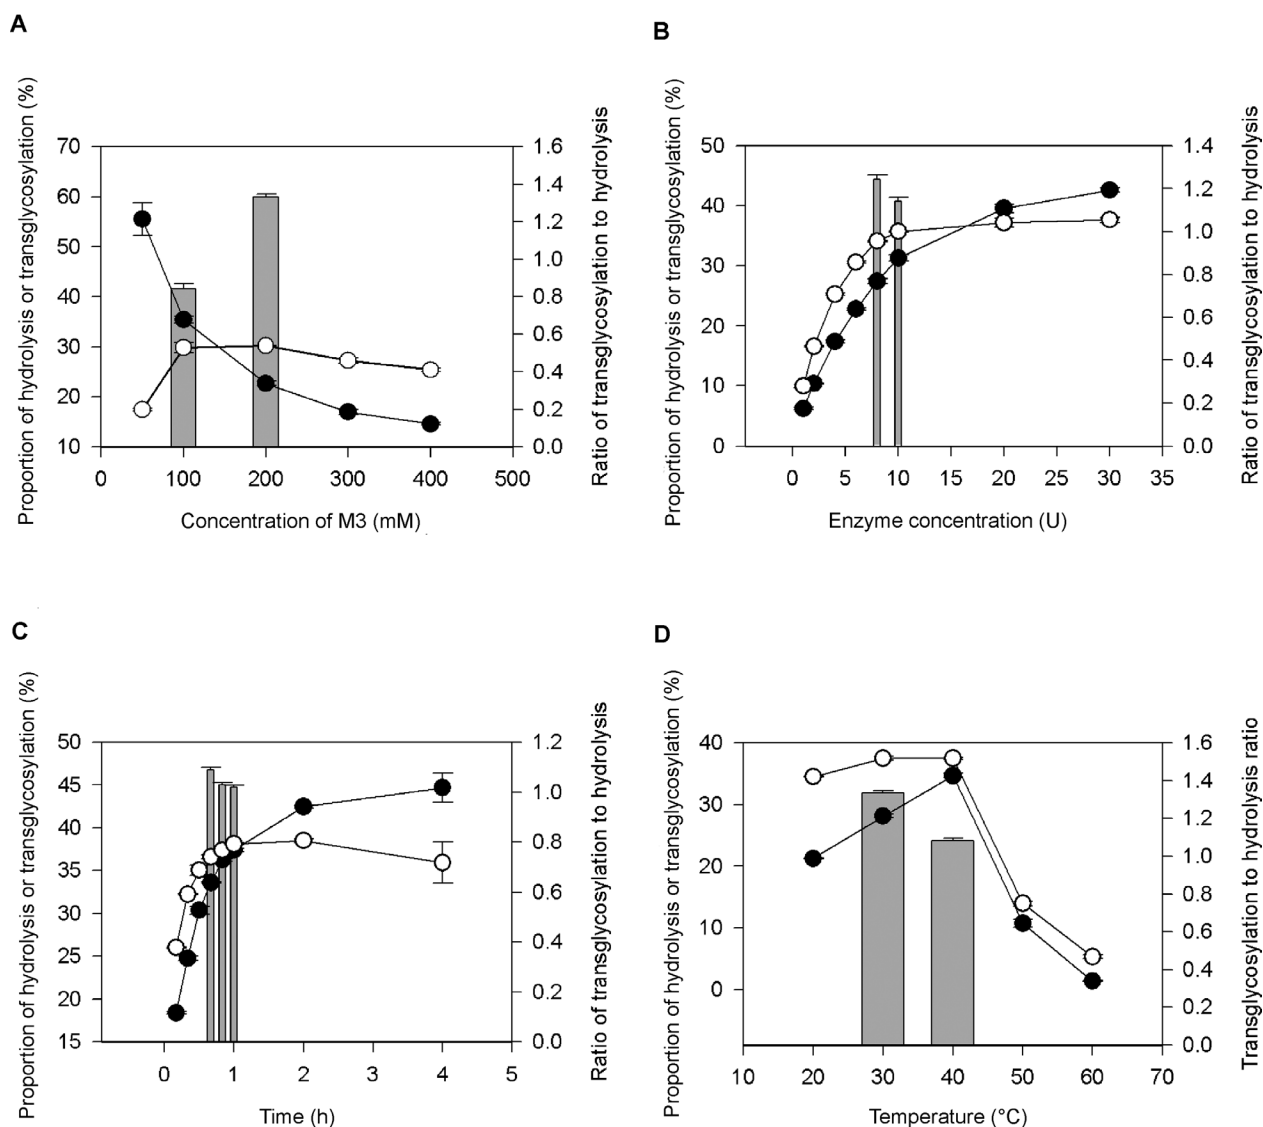 A
Proportion of hydrolysis or transglycosylation (%)
70
60
50
40
30
20
10
1.6
1.4
1.2
1.0
0.8
0.6
0.4
0.2
0.0
Ratio of transglycosylation to hydrolysis
0 100 200 300 400 500
Concentration of M3 (mM)
B
Proportion of hydrolysis or transglycosylation (%)
50
40
30
20
10
0
1.4
1.2
1.0
0.8
0.6
0.4
0.2
0.0
Ratio of transglycosylation to hydrolysis
0 5 10 15 20 25 30 35
Enzyme concentration (U)
C
Proportion of hydrolysis or transglycosylation (%)
50
45
40
35
30
25
20
15
1.2
1.0
0.8
0.6
0.4
0.2
0.0
Ratio of transglycosylation to hydrolysis
0 1 2 3 4 5
Time (h)
D
Proportion of hydrolysis or transglycosylation (%)
40
30
20
10
0
1.6
1.4
1.2
1.0
0.8
0.6
0.4
0.2
0.0
Transglycosylation to hydrolysis ratio
10 20 30 40 50 60 70
Temperature (°C)